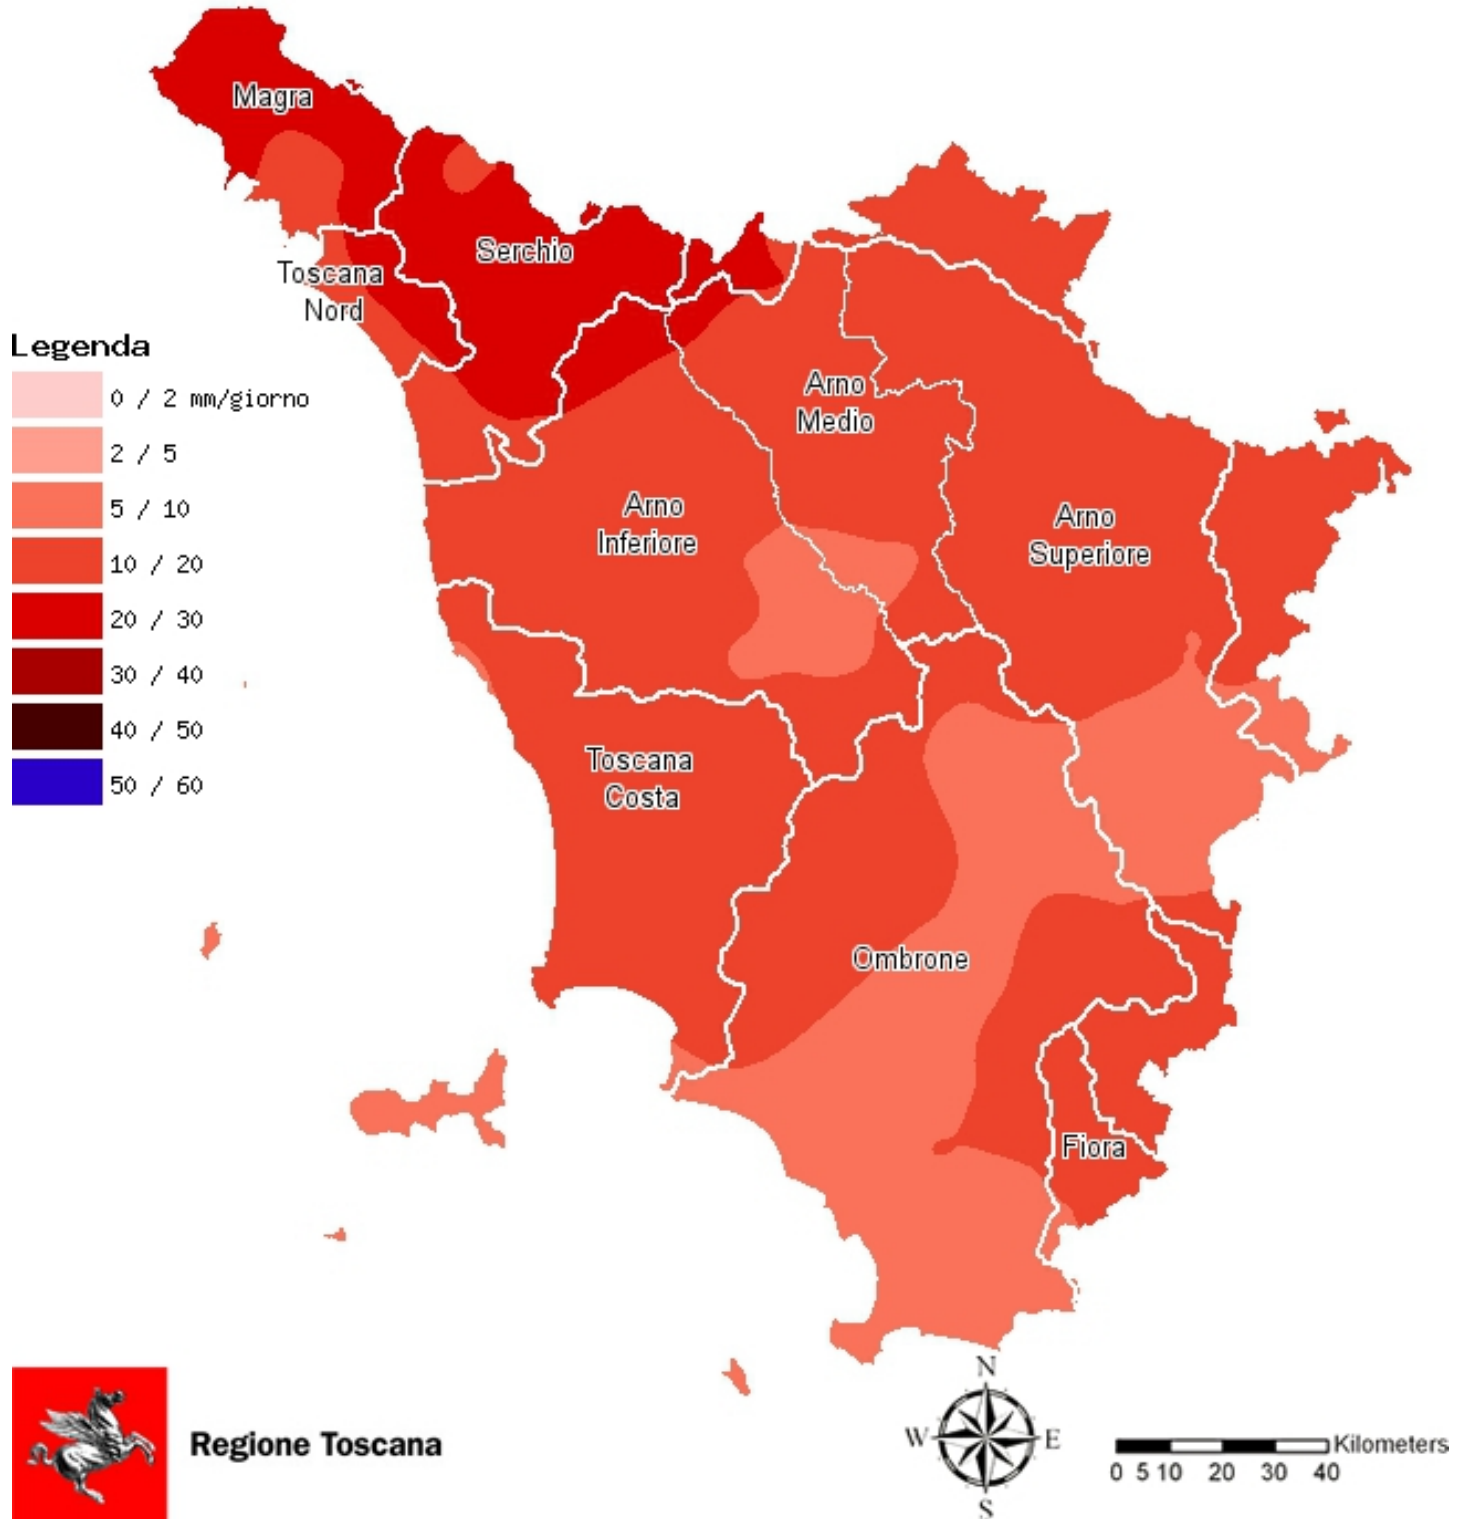 Magra
Serchio
Toscana
Nord
Legenda
0 / 2 mm/giorno
2 / 5
5 / 10
10 / 20
20 / 30
30 / 40
40 / 50
50 / 60
Arno
Medio
Arno
Inferiore
Arno
Superiore
Toscana
Costa
Ombrone
Fiora
Regione Toscana
N
W E
S
Kilometers
0 5 10 20 30 40